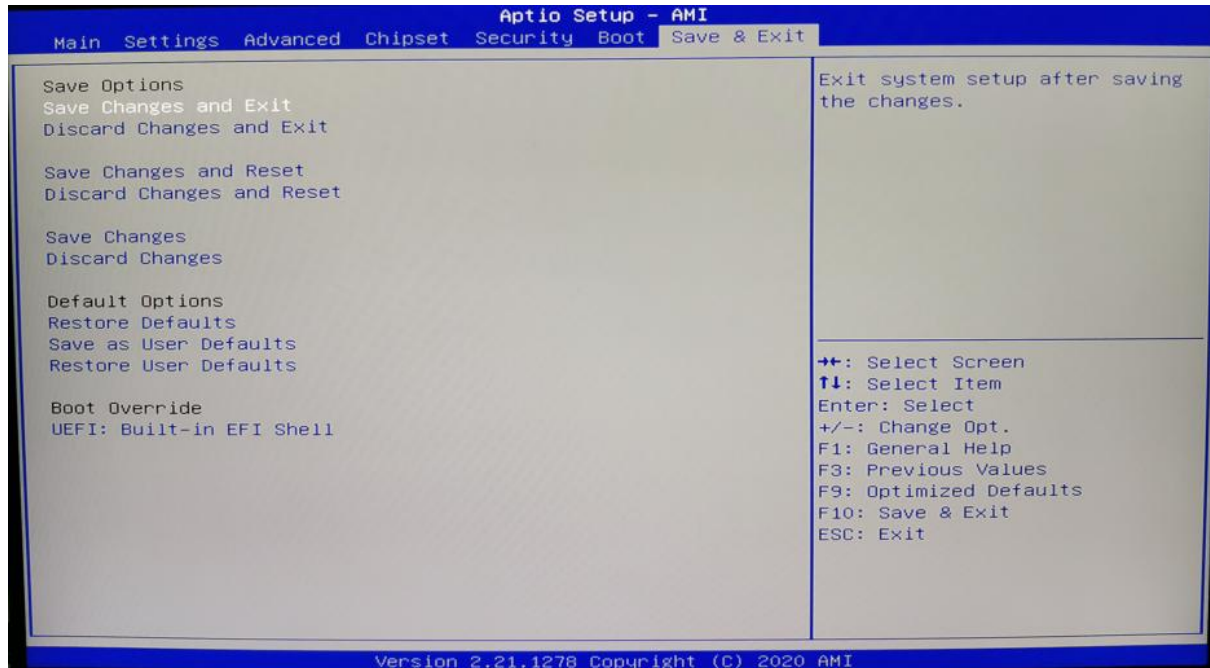 Aptio Setup – AMI
Main Settings Advanced Chipset Security Boot Save & Exit
Save Options
Save Changes and Exit
Discard Changes and Exit
Save Changes and Reset
Discard Changes and Reset
Save Changes
Discard Changes
Default Options
Restore Defaults
Save as User Defaults
Restore User Defaults
Boot Override
UEFI: Built-in EFI Shell
Exit system setup after saving
the changes.
→←: Select Screen
↑↓: Select Item
Enter: Select
+/-: Change Opt.
F1: General Help
F3: Previous Values
F9: Optimized Defaults
F10: Save & Exit
ESC: Exit
Version 2.21.1278 Copyright (C) 2020 AMI